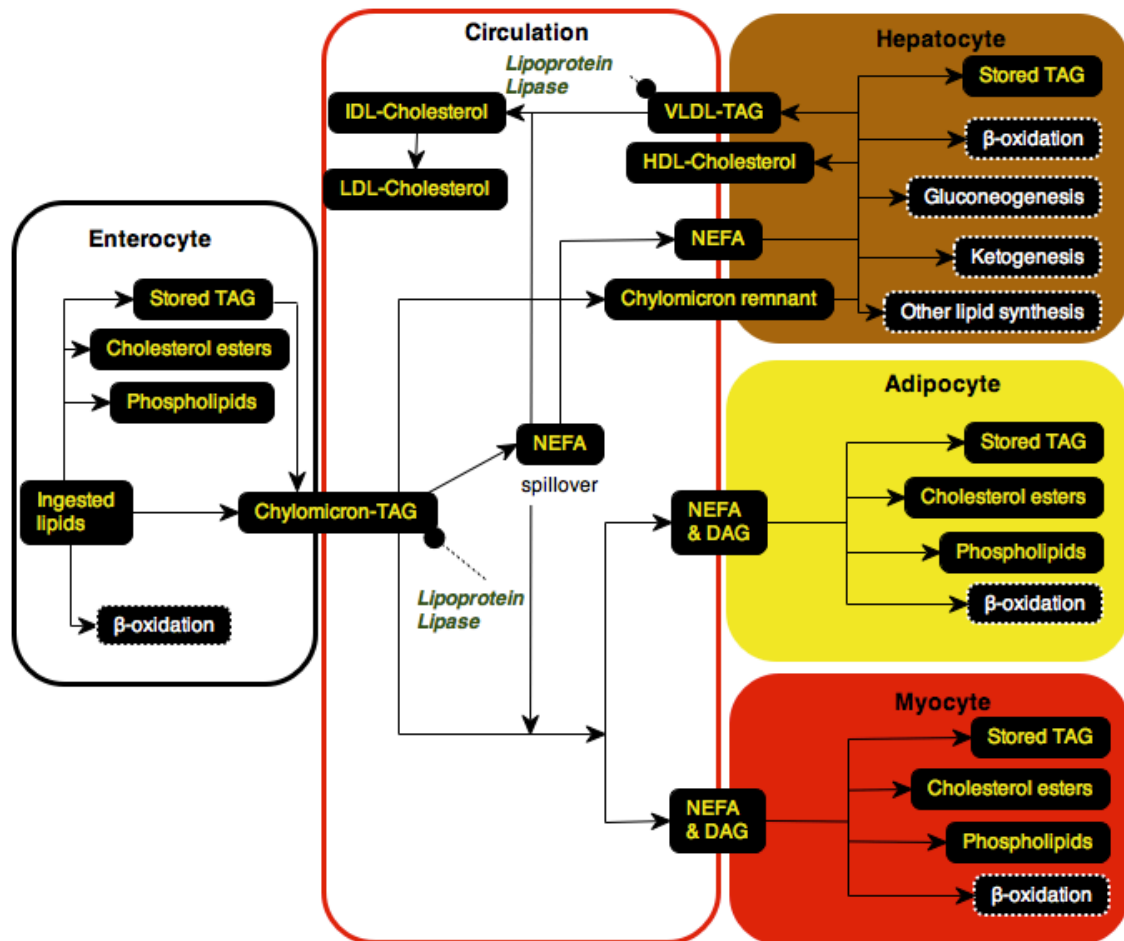 Circulation
Hepatocyte
Lipoprotein
Lipase
Stored TAG
IDL-Cholesterol
VLDL-TAG
β-oxidation
HDL-Cholesterol
LDL-Cholesterol
Gluconeogenesis
Enterocyte
NEFA
Ketogenesis
Stored TAG
Chylomicron remnant
Other lipid synthesis
Cholesterol esters
Phospholipids
Adipocyte
NEFA
spillover
Stored TAG
Ingested
lipids
Chylomicron-TAG
NEFA
& DAG
Cholesterol esters
Phospholipids
Lipoprotein
Lipase
β-oxidation
β-oxidation
Myocyte
Stored TAG
NEFA
& DAG
Cholesterol esters
Phospholipids
β-oxidation